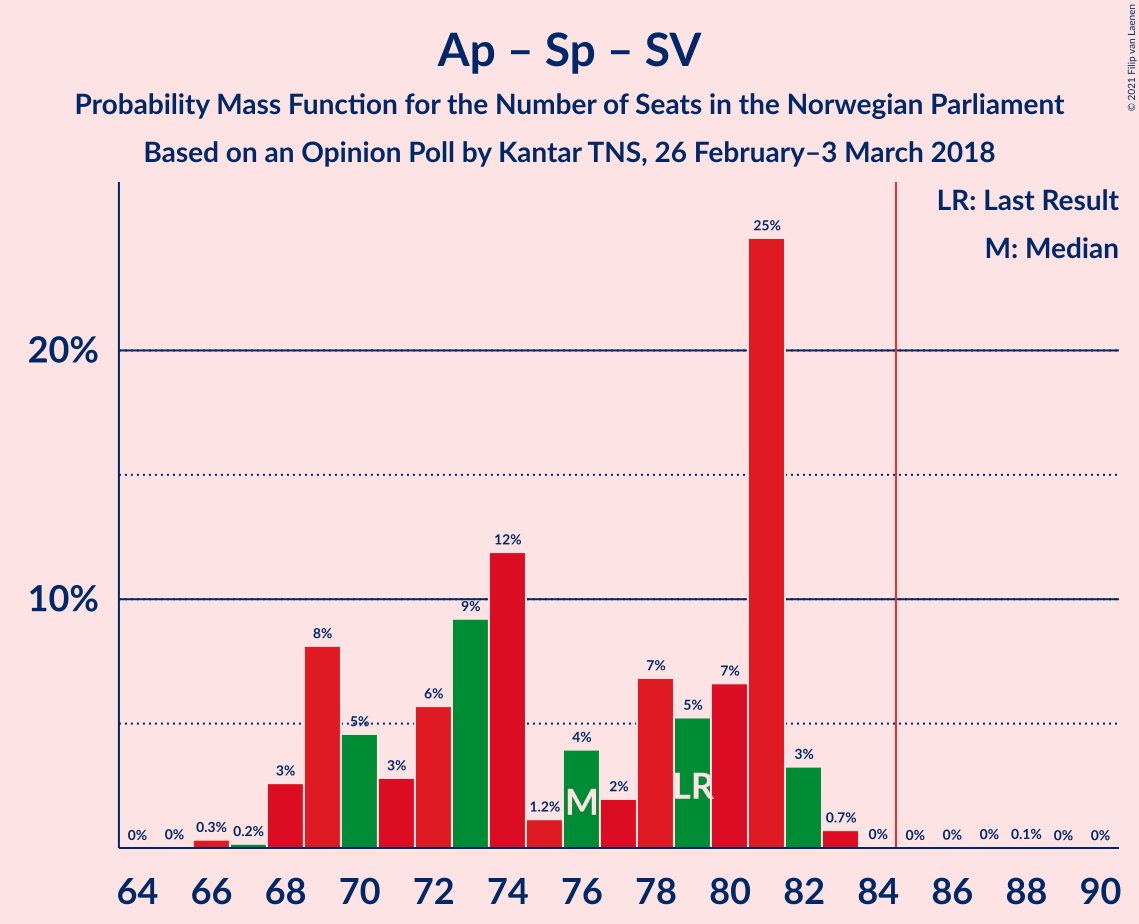 Ap – Sp – SV
Probability Mass Function for the Number of Seats in the Norwegian Parliament
Based on an Opinion Poll by Kantar TNS, 26 February–3 March 2018
© 2021 Filip van Laenen
LR: Last Result
M: Median
20%
10%
0% 0% 0.3% 0.2% 3% 8% 5% 3% 6% 9% 12% 1.2% 4% 2% 7% 5% 7% 25% 3% 0.7% 0% 0% 0% 0% 0.1% 0% 0%
M LR
64 66 68 70 72 74 76 78 80 82 84 86 88 90